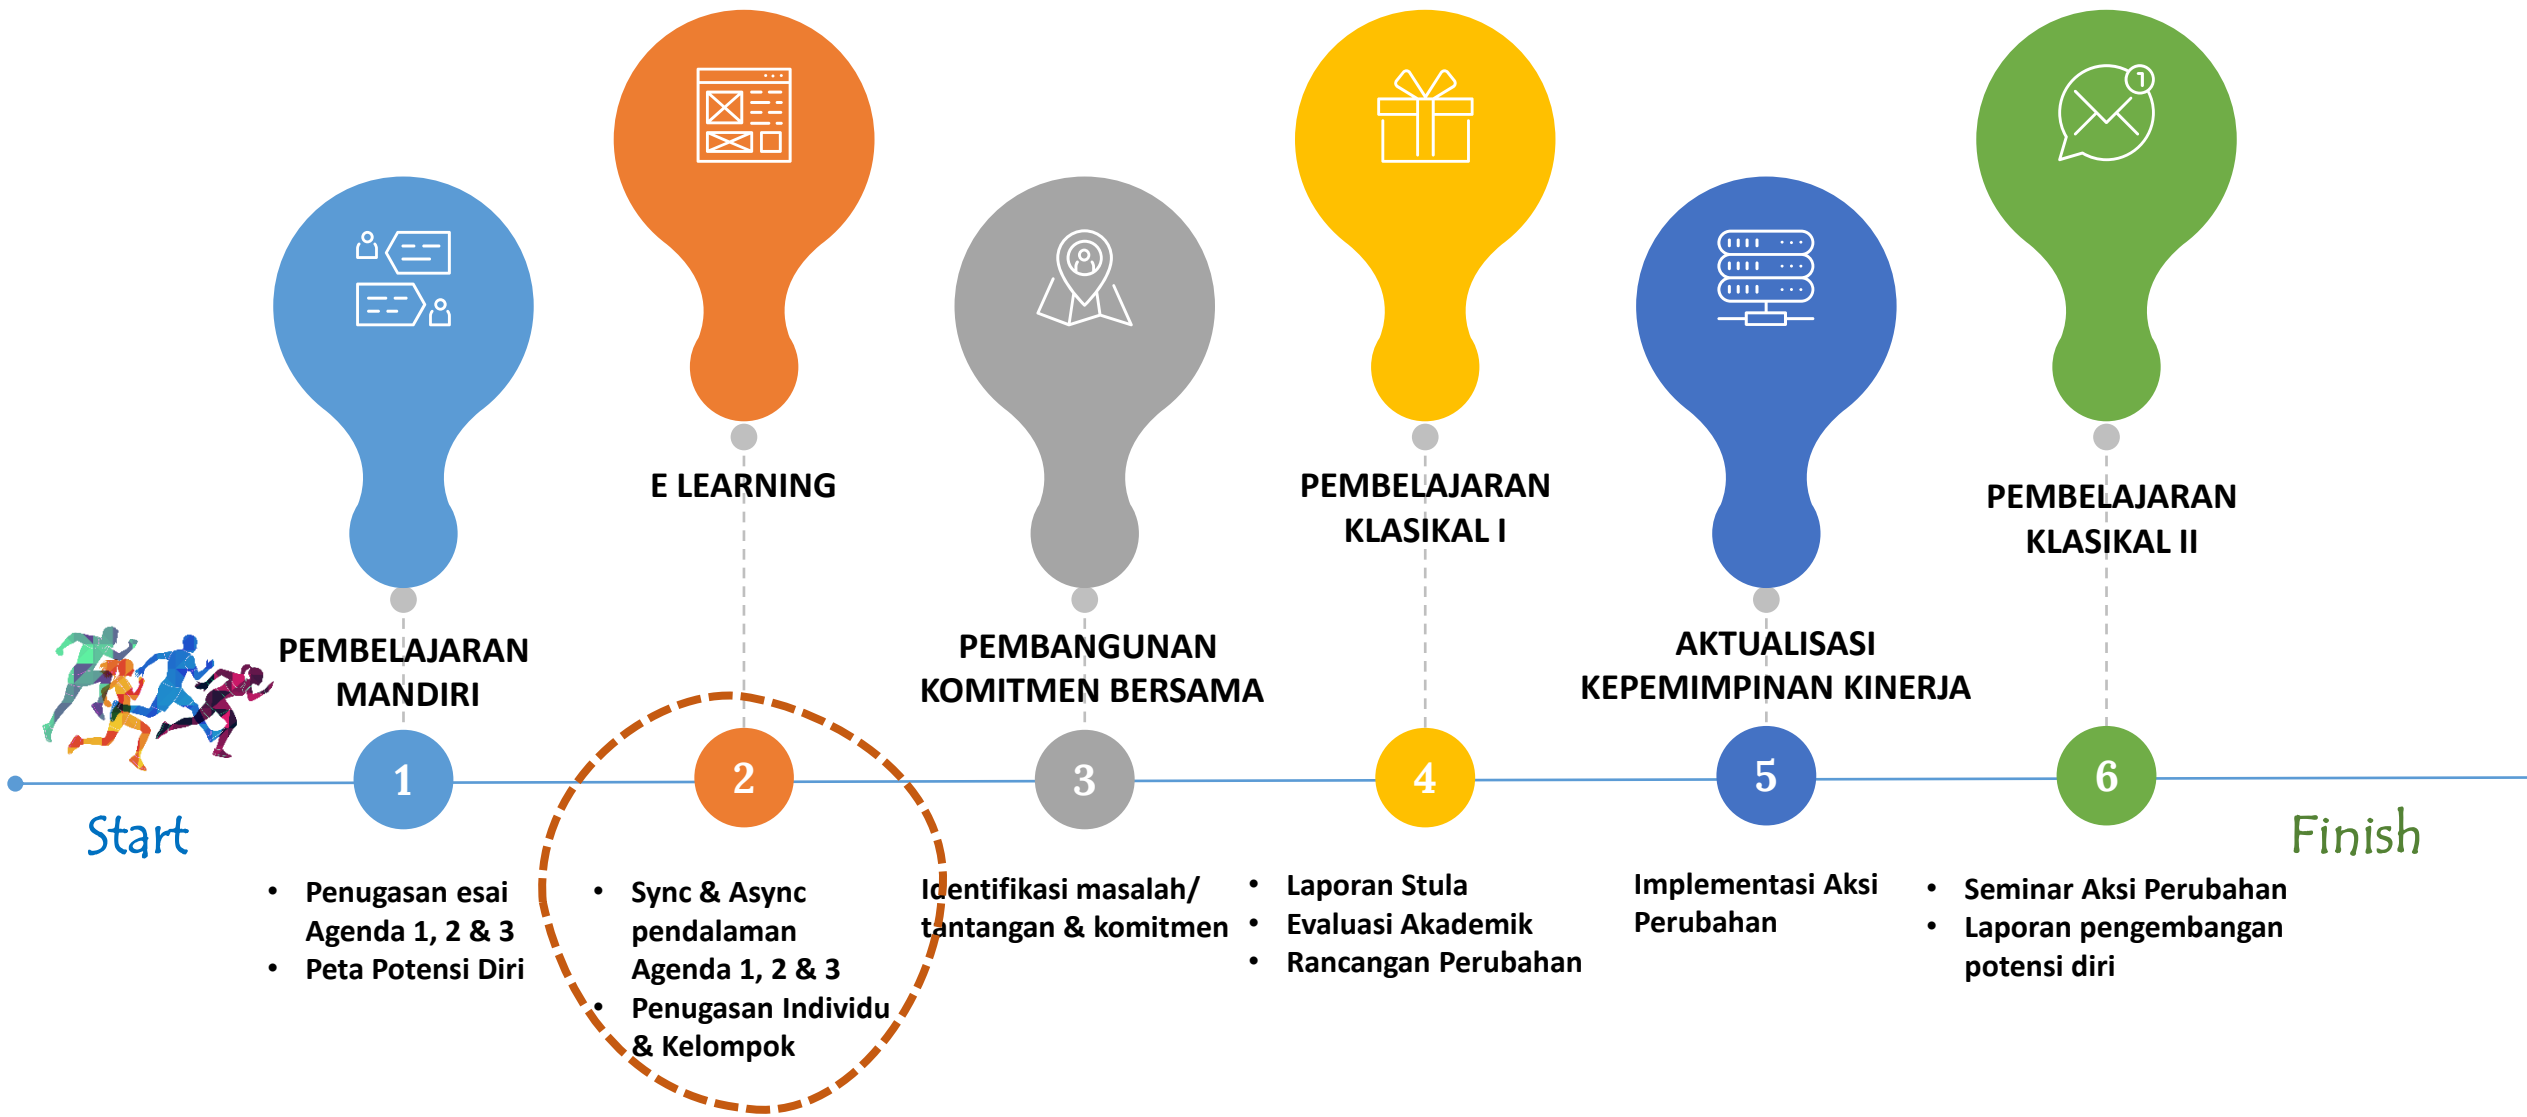 E LEARNING
PEMBELAJARAN
KLASIKAL I
PEMBELAJARAN
KLASIKAL II
PEMBELAJARAN
MANDIRI
PEMBANGUNAN
KOMITMEN BERSAMA
AKTUALISASI
KEPEMIMPINAN KINERJA
1
1
2
3
4
5
6
Start
Finish
• Penugasan esai
Agenda 1, 2 & 3
• Peta Potensi Diri
• Sync & Async
pendalaman
Agenda 1, 2 & 3
• Penugasan Individu
& Kelompok
Identifikasi masalah/
tantangan & komitmen
• Laporan Stula
• Evaluasi Akademik
• Rancangan Perubahan
Implementasi Aksi
Perubahan
• Seminar Aksi Perubahan
• Laporan pengembangan
potensi diri